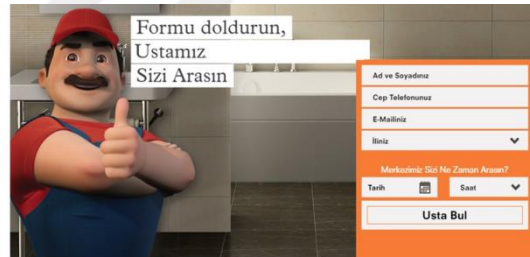 Formu doldurun,
Ustamız
Sizi Arasın
Ad ve Soyadınız
Cep Telefonunuz
E-Mailiniz
İliniz
Merkezimiz Sizi Ne Zaman Arasın?
Tarih
Saat
Usta Bul